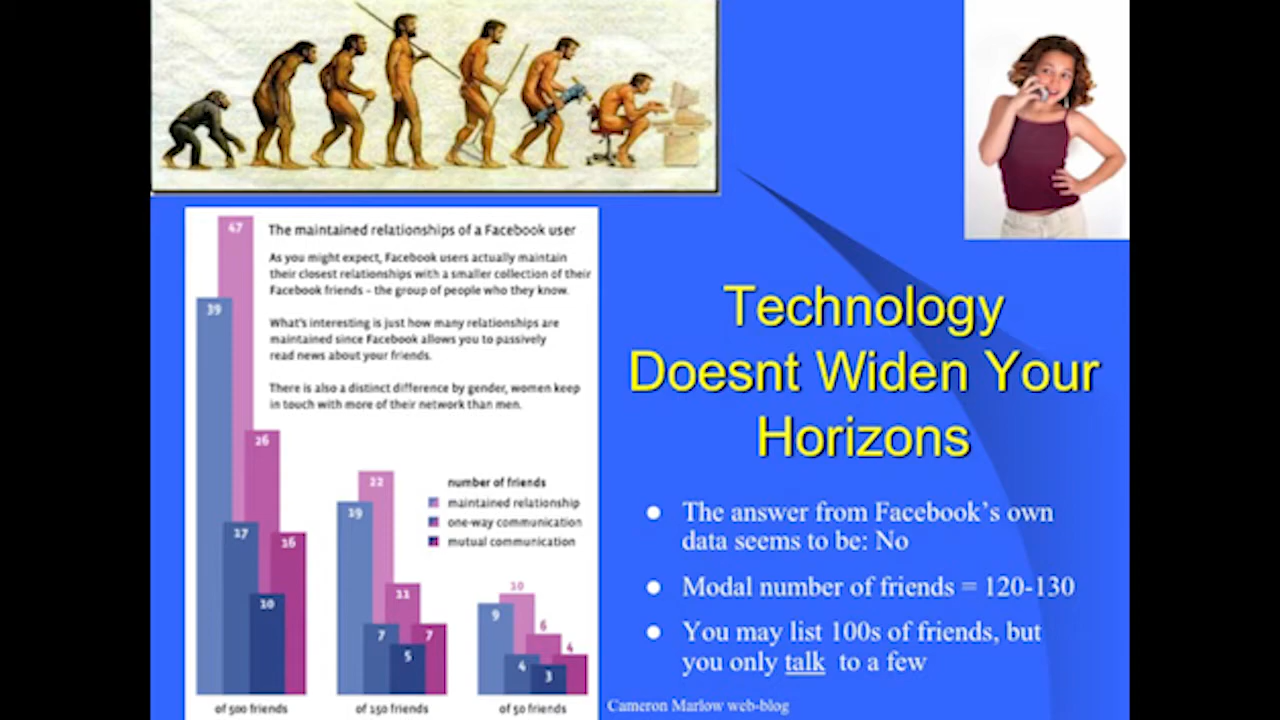 47
39
26
17
16
10
The maintained relationships of a Facebook user
As you might expect, Facebook users actually maintain
their closest relationships with a smaller collection of their
Facebook friends – the group of people who they know.
What's interesting is just how many relationships are
maintained since Facebook allows you to passively
read news about your friends.
There is also a distinct difference by gender, women keep
in touch with more of their network than men.
number of friends
maintained relationship
one-way communication
mutual communication
22
19
11
7
7
5
10
9
6
4
4
3
of 500 friends
of 150 friends
of 50 friends
Technology
Doesnt Widen Your
Horizons
The answer from Facebook's own
data seems to be: No
Modal number of friends = 120-130
You may list 100s of friends, but
you only talk to a few
Cameron Marlow web-blog